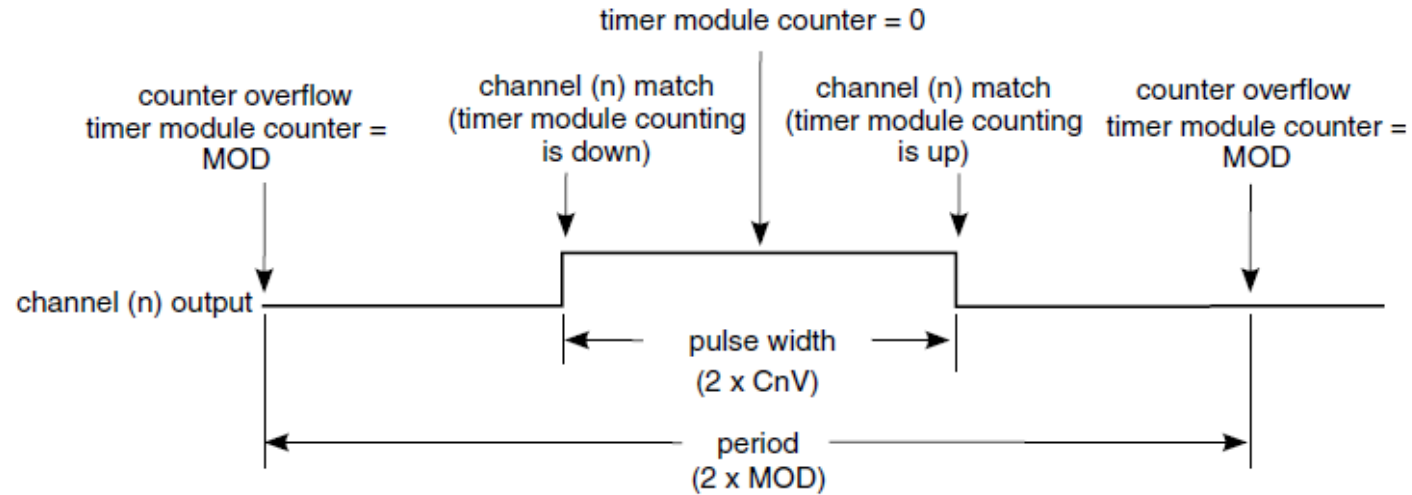 timer module counter = 0
counter overflow
timer module counter =
MOD
channel (n) match
(timer module counting
is down)
channel (n) match
(timer module counting
is up)
counter overflow
timer module counter =
MOD
channel (n) output
pulse width
(2 x CnV)
period
(2 x MOD)